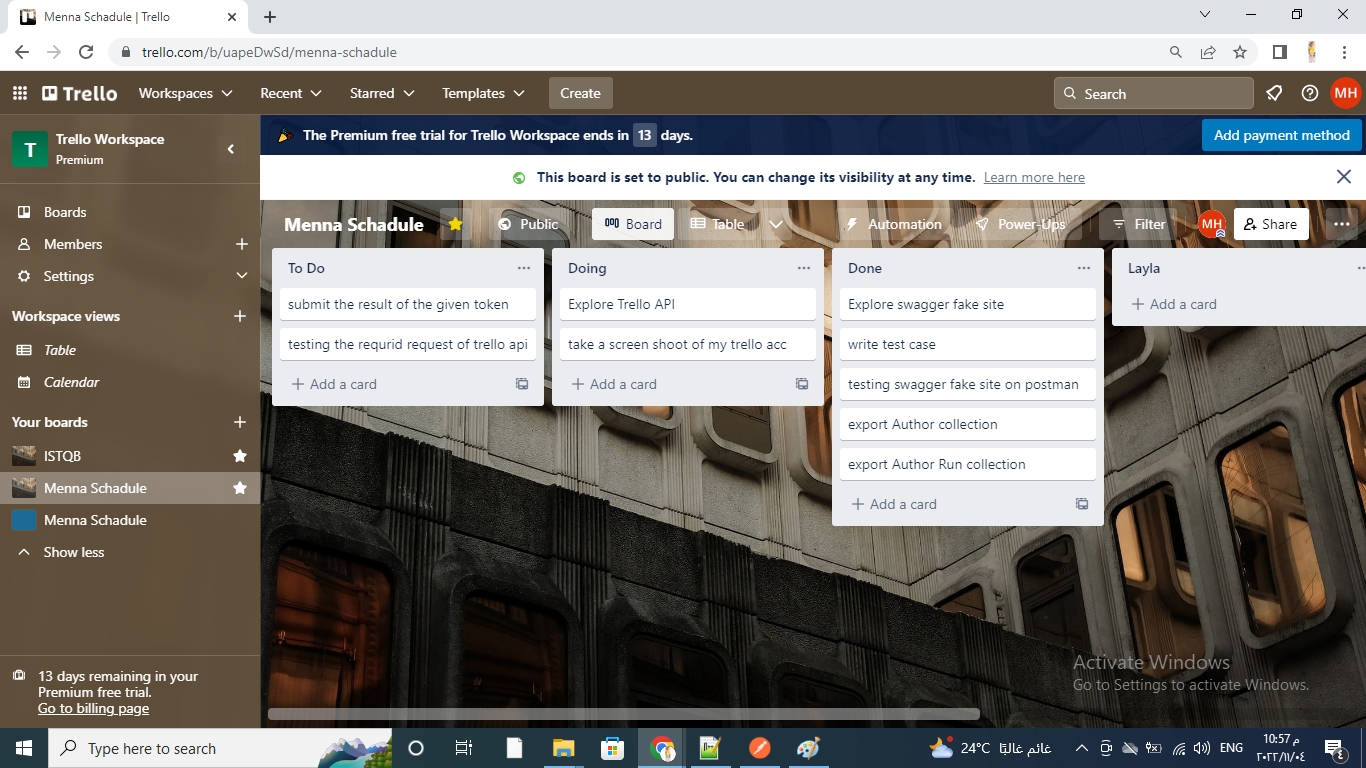 Menna Schadule | Trello
trello.com/b/uapeDwSd/menna-schadule
Trello
Workspaces
Recent
Starred
Templates
Create
Search
MH
T
Trello Workspace
Premium
The Premium free trial for Trello Workspace ends in 13 days.
Add payment method
This board is set to public. You can change its visibility at any time. Learn more here
Boards
Members
Settings
Workspace views
Table
Calendar
Your boards
ISTQB
Menna Schadule
Menna Schadule
Show less
13 days remaining in your
Premium free trial.
Go to billing page
Menna Schadule
Public
Board
Table
Automation
Power-Ups
Filter
MH
Share
To Do
submit the result of the given token
testing the requrid request of trello api
Add a card
Doing
Explore Trello API
take a screen shoot of my trello acc
Add a card
Done
Explore swagger fake site
write test case
testing swagger fake site on postman
export Author collection
export Author Run collection
Add a card
Layla
Add a card
Activate Windows
Go to Settings to activate Windows.
Type here to search
24°C غائم غالبًا
ENG
10:57 م
٢٠٢٢/١١/٠٤
٤